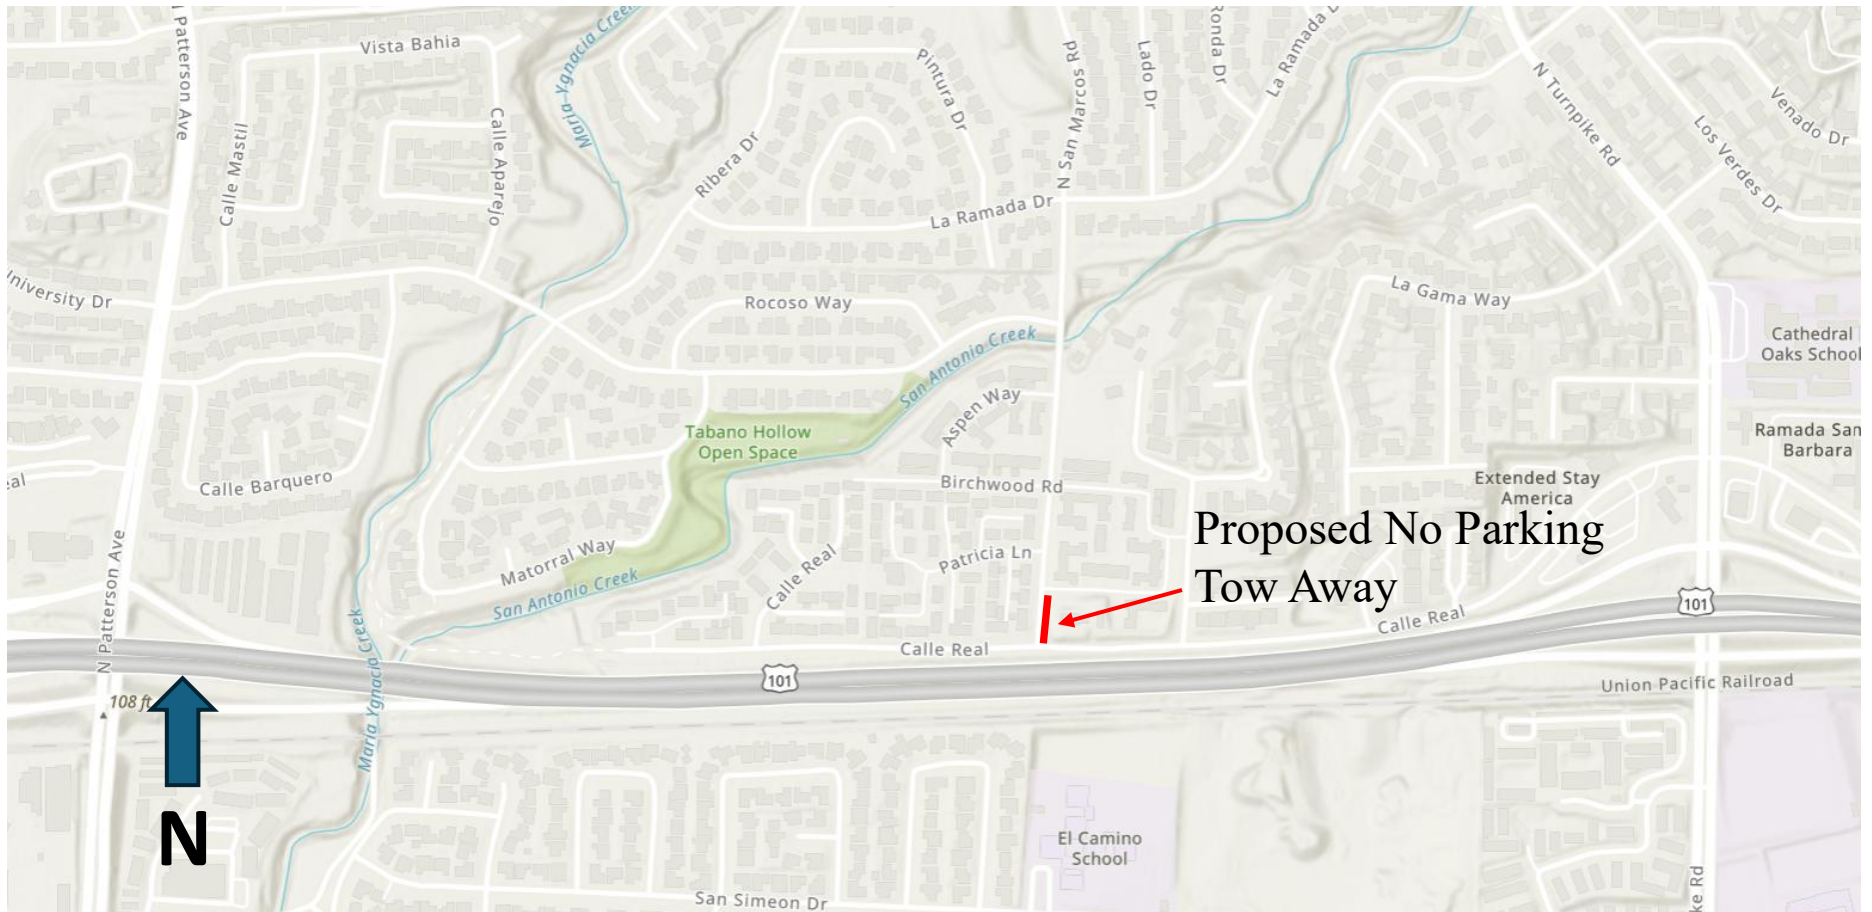 N Patterson Ave
Vista Bahia
Maria Ygnacia Creek
Calle Mastil
Calle Aparejo
Pintura Dr
Ribera Dr
N San Marcos Rd
Lado Dr
Ronda Dr
La Ramada D
N Turnpike Rd
Venado Dr
Los Verdes Dr
La Ramada Dr
University Dr
Rocoso Way
La Gama Way
San Antonio Creek
Cathedral
Oaks School
Aspen Way
Tabano Hollow
Open Space
Ramada San
Barbara
Extended Stay
America
Calle Barquero
eal
Birchwood Rd
Proposed No Parking
Tow Away
N Patterson Ave
Matorral Way
San Antonio Creek
Calle Real
Patricia Ln
Maria Ygnacia Creek
Calle Real
Calle Real
101
101
Union Pacific Railroad
108 ft
N
El Camino
School
San Simeon Dr
ke Rd